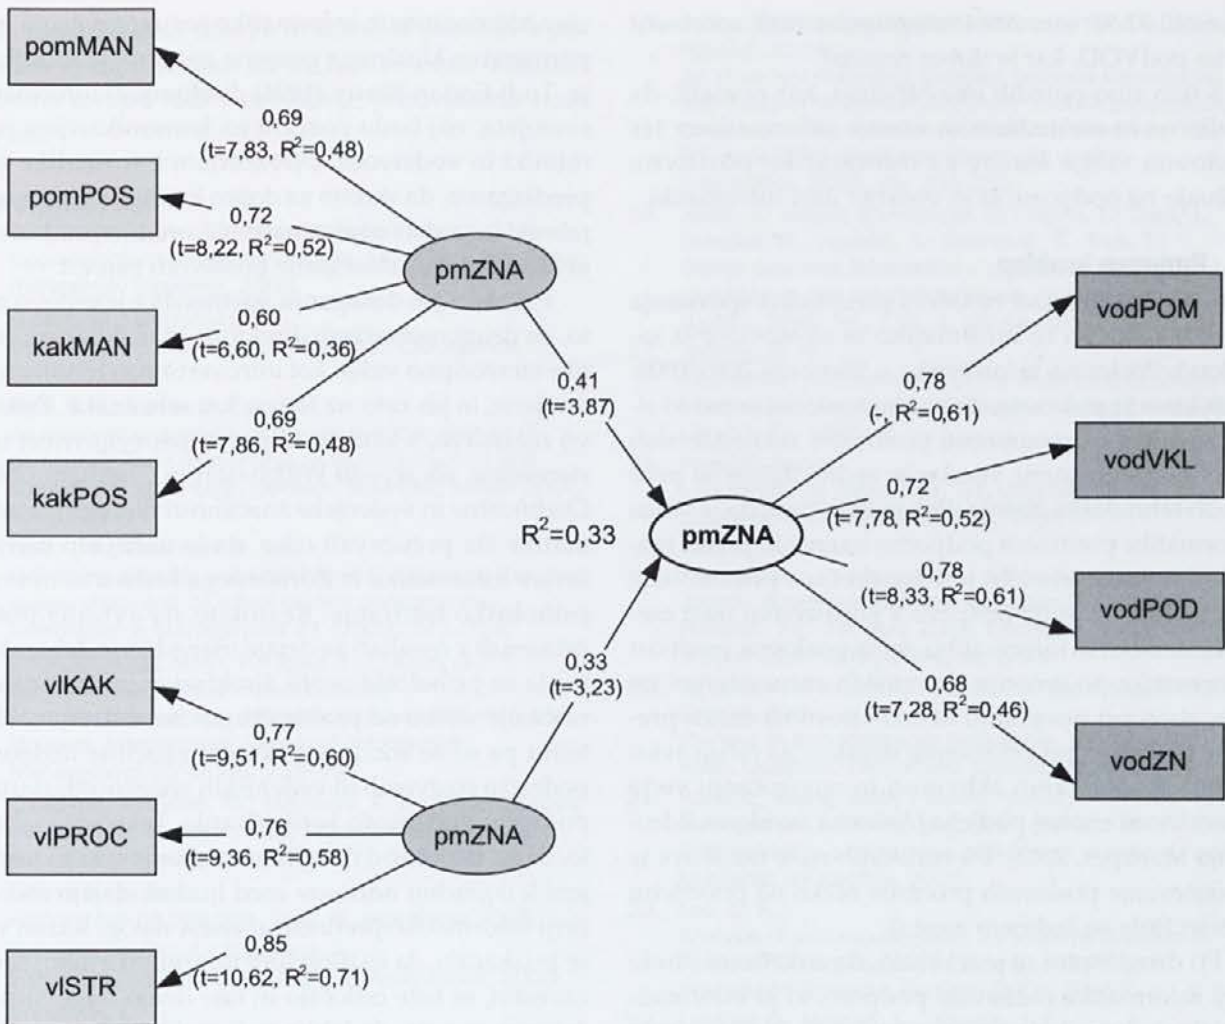 pomMAN
0,69
(t=7,83, R²=0,48)
pomPOS
0,72
(t=8,22, R²=0,52)
pmZNA
kakMAN
0,60
(t=6,60, R²=0,36)
0,69
(t=7,86, R²=0,48)
kakPOS
0,41
(t=3,87)
R²=0,33
pmZNA
0,33
(t=3,23)
vlKAK
0,77
(t=9,51, R²=0,60)
vlPROC
0,76
(t=9,36, R²=0,58)
pmZNA
0,85
(t=10,62, R²=0,71)
vlSTR
vodPOM
0,78
(-, R²=0,61)
vodVKL
0,72
(t=7,78, R²=0,52)
0,78
(t=8,33, R²=0,61)
vodPOD
0,68
(t=7,28, R²=0,46)
vodZN